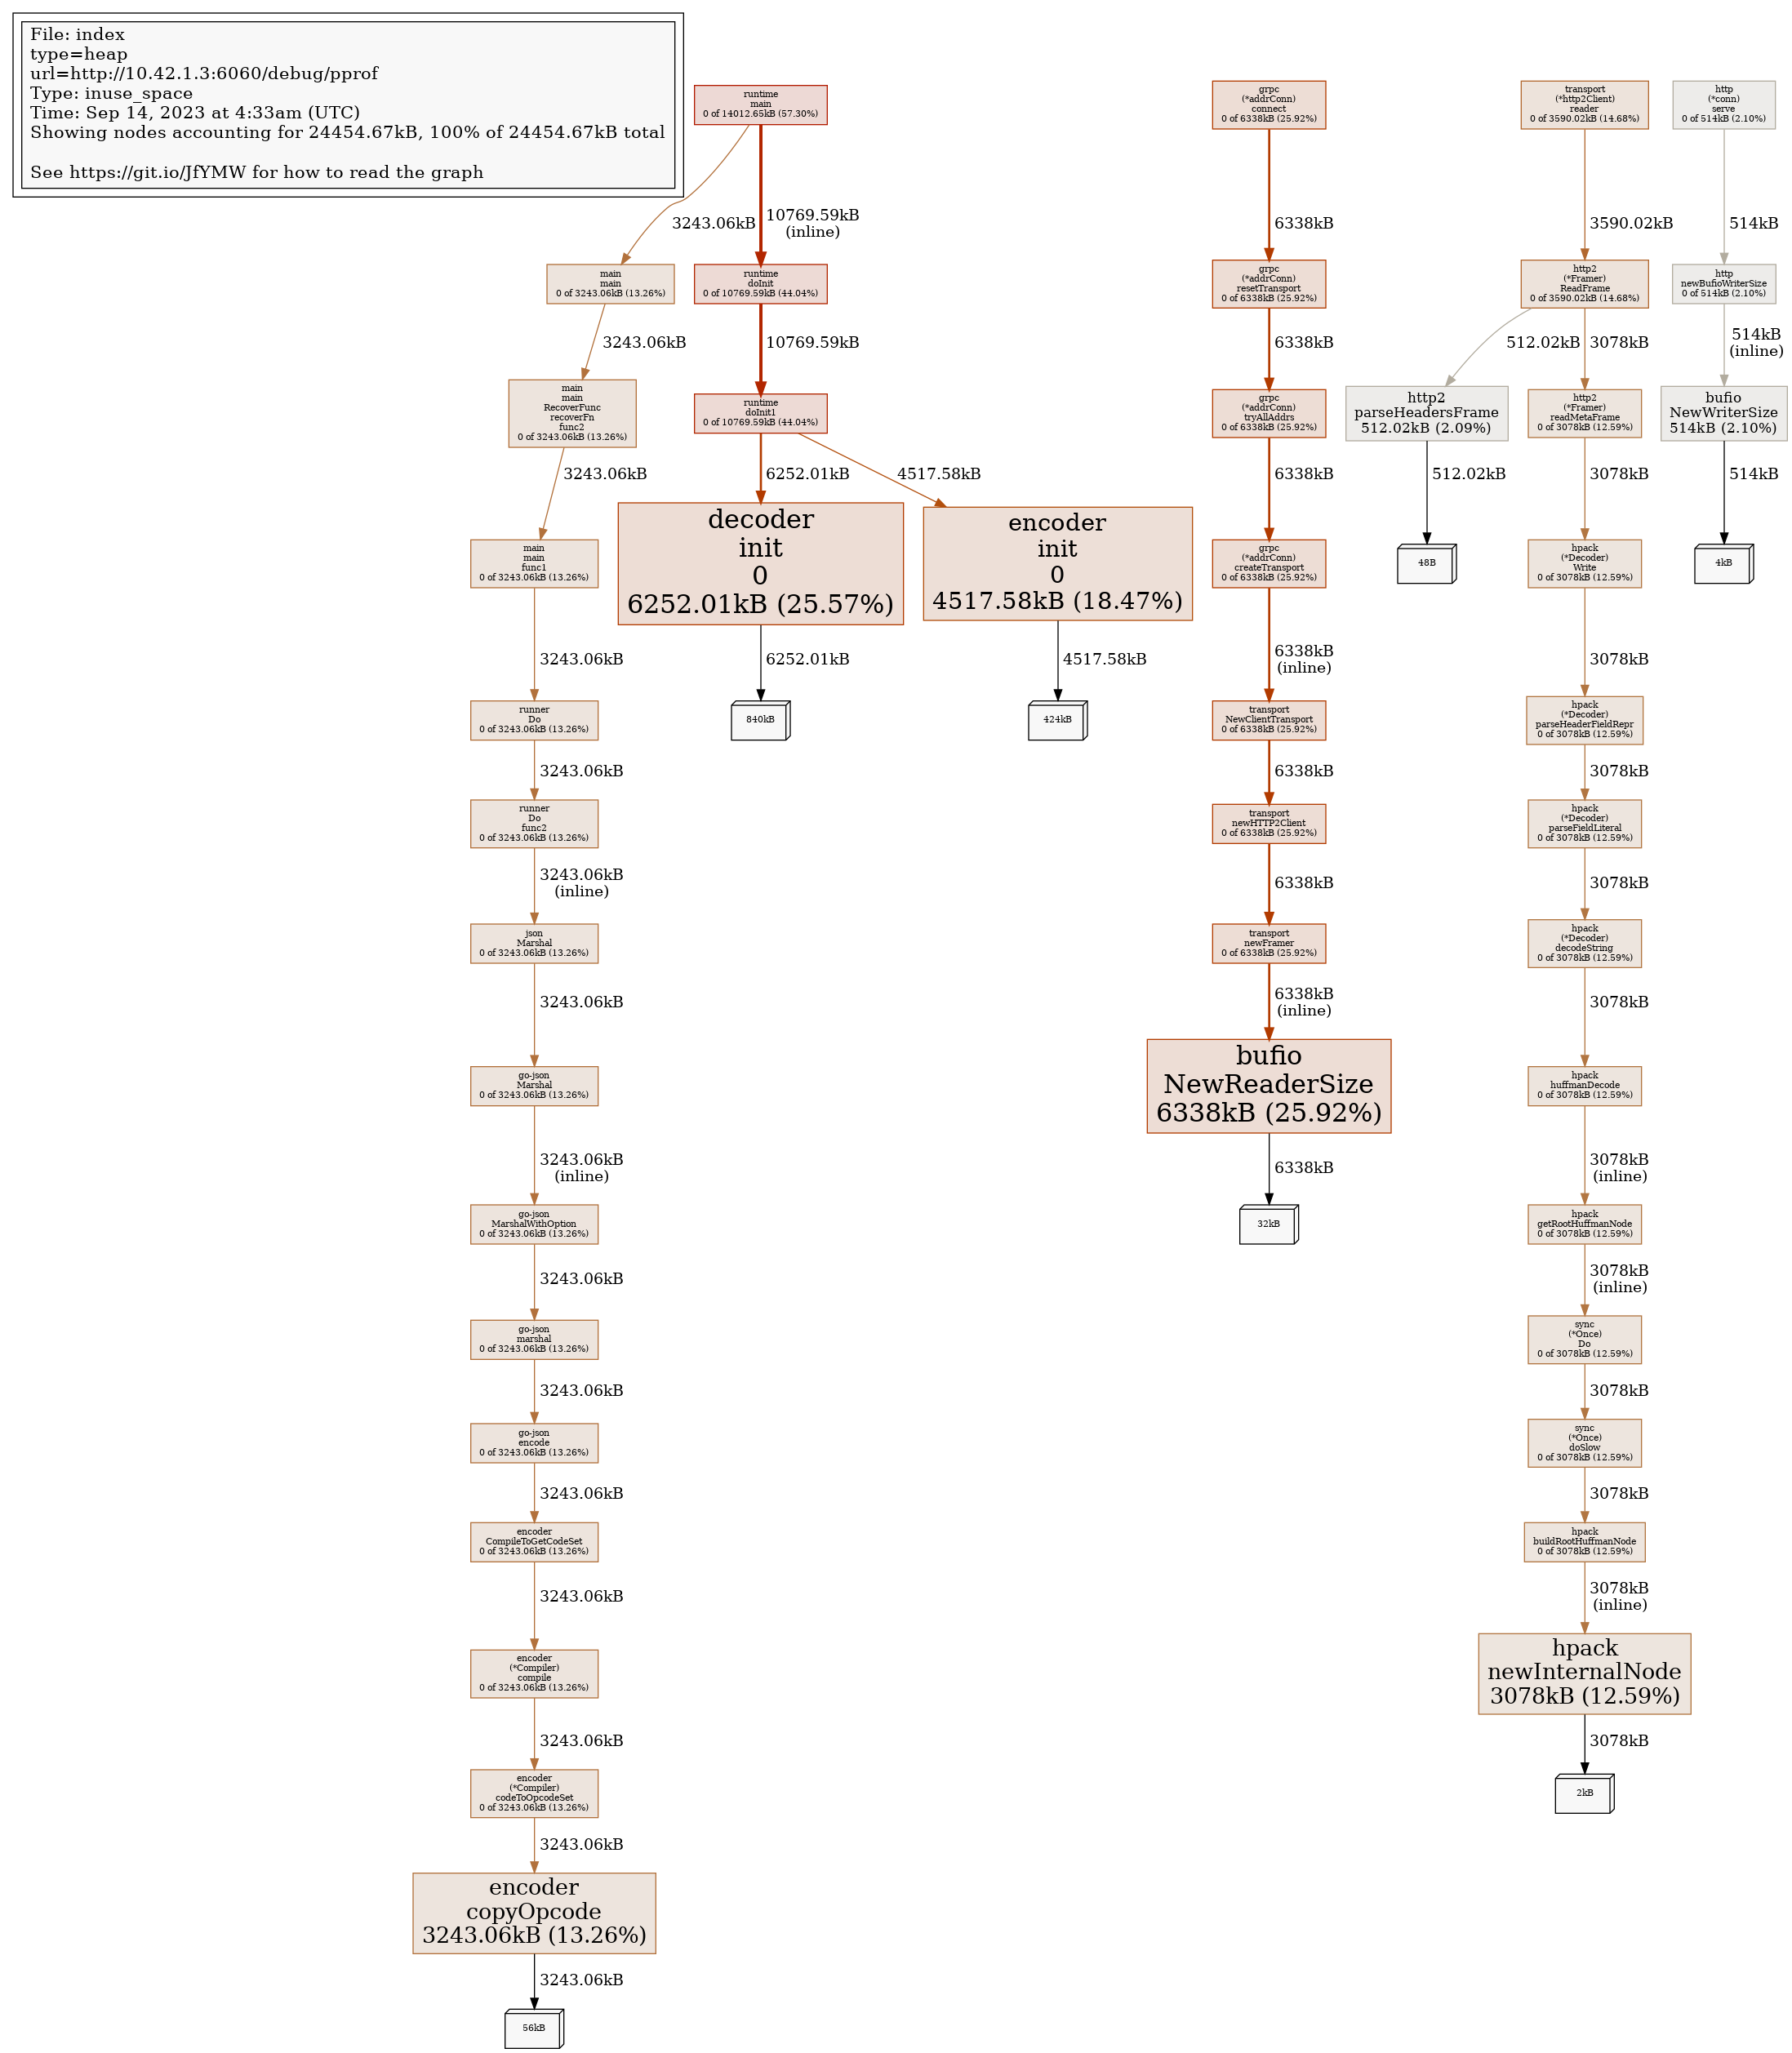 File: index
type=heap
url=http://10.42.1.3:6060/debug/pprof
Type: inuse_space
Time: Sep 14, 2023 at 4:33am (UTC)
Showing nodes accounting for 24454.67kB, 100% of 24454.67kB total
See https://git.io/JfYMW for how to read the graph
runtime
main
0 of 14012.65kB (57.30%)
3243.06kB
10769.59kB
(inline)
main
main
0 of 3243.06kB (13.26%)
3243.06kB
main
main
RecoverFunc
recoverFn
func2
0 of 3243.06kB (13.26%)
3243.06kB
main
main
func1
0 of 3243.06kB (13.26%)
3243.06kB
runner
Do
0 of 3243.06kB (13.26%)
3243.06kB
runner
Do
func2
0 of 3243.06kB (13.26%)
3243.06kB
(inline)
json
Marshal
0 of 3243.06kB (13.26%)
3243.06kB
go-json
Marshal
0 of 3243.06kB (13.26%)
3243.06kB
(inline)
go-json
MarshalWithOption
0 of 3243.06kB (13.26%)
3243.06kB
go-json
marshal
0 of 3243.06kB (13.26%)
3243.06kB
go-json
encode
0 of 3243.06kB (13.26%)
3243.06kB
encoder
CompileToGetCodeSet
0 of 3243.06kB (13.26%)
3243.06kB
encoder
(*Compiler)
compile
0 of 3243.06kB (13.26%)
3243.06kB
encoder
(*Compiler)
codeToOpcodeSet
0 of 3243.06kB (13.26%)
3243.06kB
encoder
copyOpcode
3243.06kB (13.26%)
3243.06kB
56kB
runtime
doInit
0 of 10769.59kB (44.04%)
10769.59kB
runtime
doInit1
0 of 10769.59kB (44.04%)
6252.01kB
4517.58kB
decoder
init
0
6252.01kB (25.57%)
6252.01kB
840kB
encoder
init
0
4517.58kB (18.47%)
4517.58kB
424kB
grpc
(*addrConn)
connect
0 of 6338kB (25.92%)
6338kB
grpc
(*addrConn)
resetTransport
0 of 6338kB (25.92%)
6338kB
grpc
(*addrConn)
tryAllAddrs
0 of 6338kB (25.92%)
6338kB
grpc
(*addrConn)
createTransport
0 of 6338kB (25.92%)
6338kB
(inline)
transport
NewClientTransport
0 of 6338kB (25.92%)
6338kB
transport
newHTTP2Client
0 of 6338kB (25.92%)
6338kB
transport
newFramer
0 of 6338kB (25.92%)
6338kB
(inline)
bufio
NewReaderSize
6338kB (25.92%)
6338kB
32kB
transport
(*http2Client)
reader
0 of 3590.02kB (14.68%)
3590.02kB
http2
(*Framer)
ReadFrame
0 of 3590.02kB (14.68%)
512.02kB
3078kB
http2
parseHeadersFrame
512.02kB (2.09%)
512.02kB
48B
http2
(*Framer)
readMetaFrame
0 of 3078kB (12.59%)
3078kB
hpack
(*Decoder)
Write
0 of 3078kB (12.59%)
3078kB
hpack
(*Decoder)
parseHeaderFieldRepr
0 of 3078kB (12.59%)
3078kB
hpack
(*Decoder)
parseFieldLiteral
0 of 3078kB (12.59%)
3078kB
hpack
(*Decoder)
decodeString
0 of 3078kB (12.59%)
3078kB
hpack
huffmanDecode
0 of 3078kB (12.59%)
3078kB
(inline)
hpack
getRootHuffmanNode
0 of 3078kB (12.59%)
3078kB
(inline)
sync
(*Once)
Do
0 of 3078kB (12.59%)
3078kB
sync
(*Once)
doSlow
0 of 3078kB (12.59%)
3078kB
hpack
buildRootHuffmanNode
0 of 3078kB (12.59%)
3078kB
(inline)
hpack
newInternalNode
3078kB (12.59%)
3078kB
2kB
http
(*conn)
serve
0 of 514kB (2.10%)
514kB
http
newBufioWriterSize
0 of 514kB (2.10%)
514kB
(inline)
bufio
NewWriterSize
514kB (2.10%)
514kB
4kB